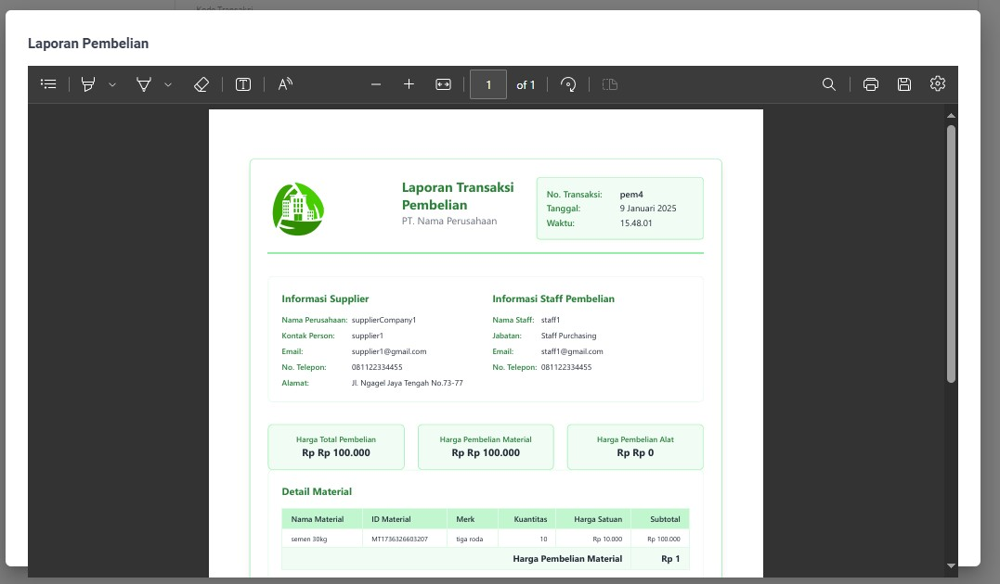 Kode Transaksi
Laporan Pembelian
1 of 1
Laporan Transaksi
Pembelian
PT. Nama Perusahaan
No. Transaksi: pem4
Tanggal: 9 Januari 2025
Waktu: 15.48.01
Informasi Supplier
Nama Perusahaan: supplierCompany1
Kontak Person: supplier1
Email: supplier1@gmail.com
No. Telepon: 081122334455
Alamat: Jl. Ngagel Jaya Tengah No.73-77
Informasi Staff Pembelian
Nama Staff: staff1
Jabatan: Staff Purchasing
Email: staff1@gmail.com
No. Telepon: 081122334455
Harga Total Pembelian
Rp Rp 100.000
Harga Pembelian Material
Rp Rp 100.000
Harga Pembelian Alat
Rp Rp 0
Detail Material
Nama Material ID Material Merk Kuantitas Harga Satuan Subtotal
semen 30kg MT1736326603207 tiga roda 10 Rp 10.000 Rp 100.000
Harga Pembelian Material Rp 1